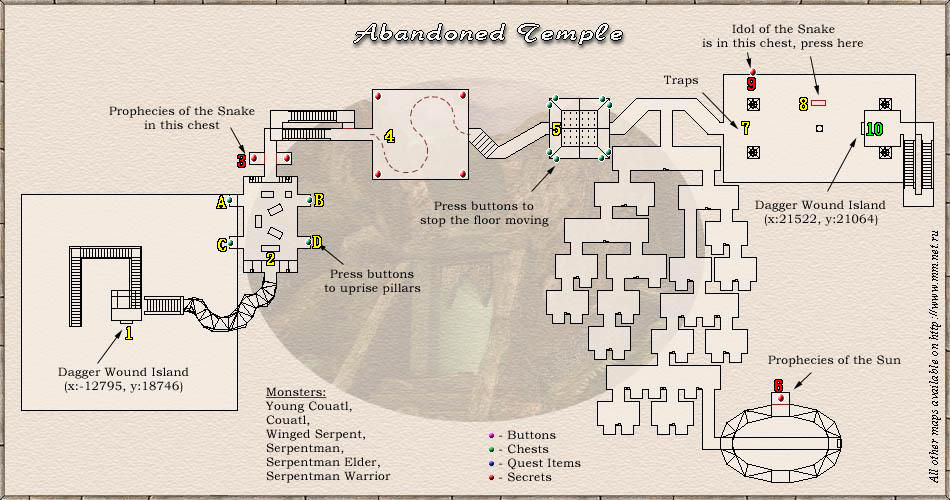 Abandoned Temple
Idol of the Snake
is in this chest, press here
Traps
9
8
7
10
Prophecies of the Snake
in this chest
3
4
5
Press buttons to
stop the floor moving
Dagger Wound Island
(x:21522, y:21064)
A
B
C
D
2
Press buttons
to uprise pillars
1
Dagger Wound Island
(x:-12795, y:18746)
Prophecies of the Sun
6
Monsters:
Young Couatl,
Couatl,
Winged Serpent,
Serpentman,
Serpentman Elder,
Serpentman Warrior
- Buttons
- Chests
- Quest Items
- Secrets
All other maps available on http://www.mm.net.ru